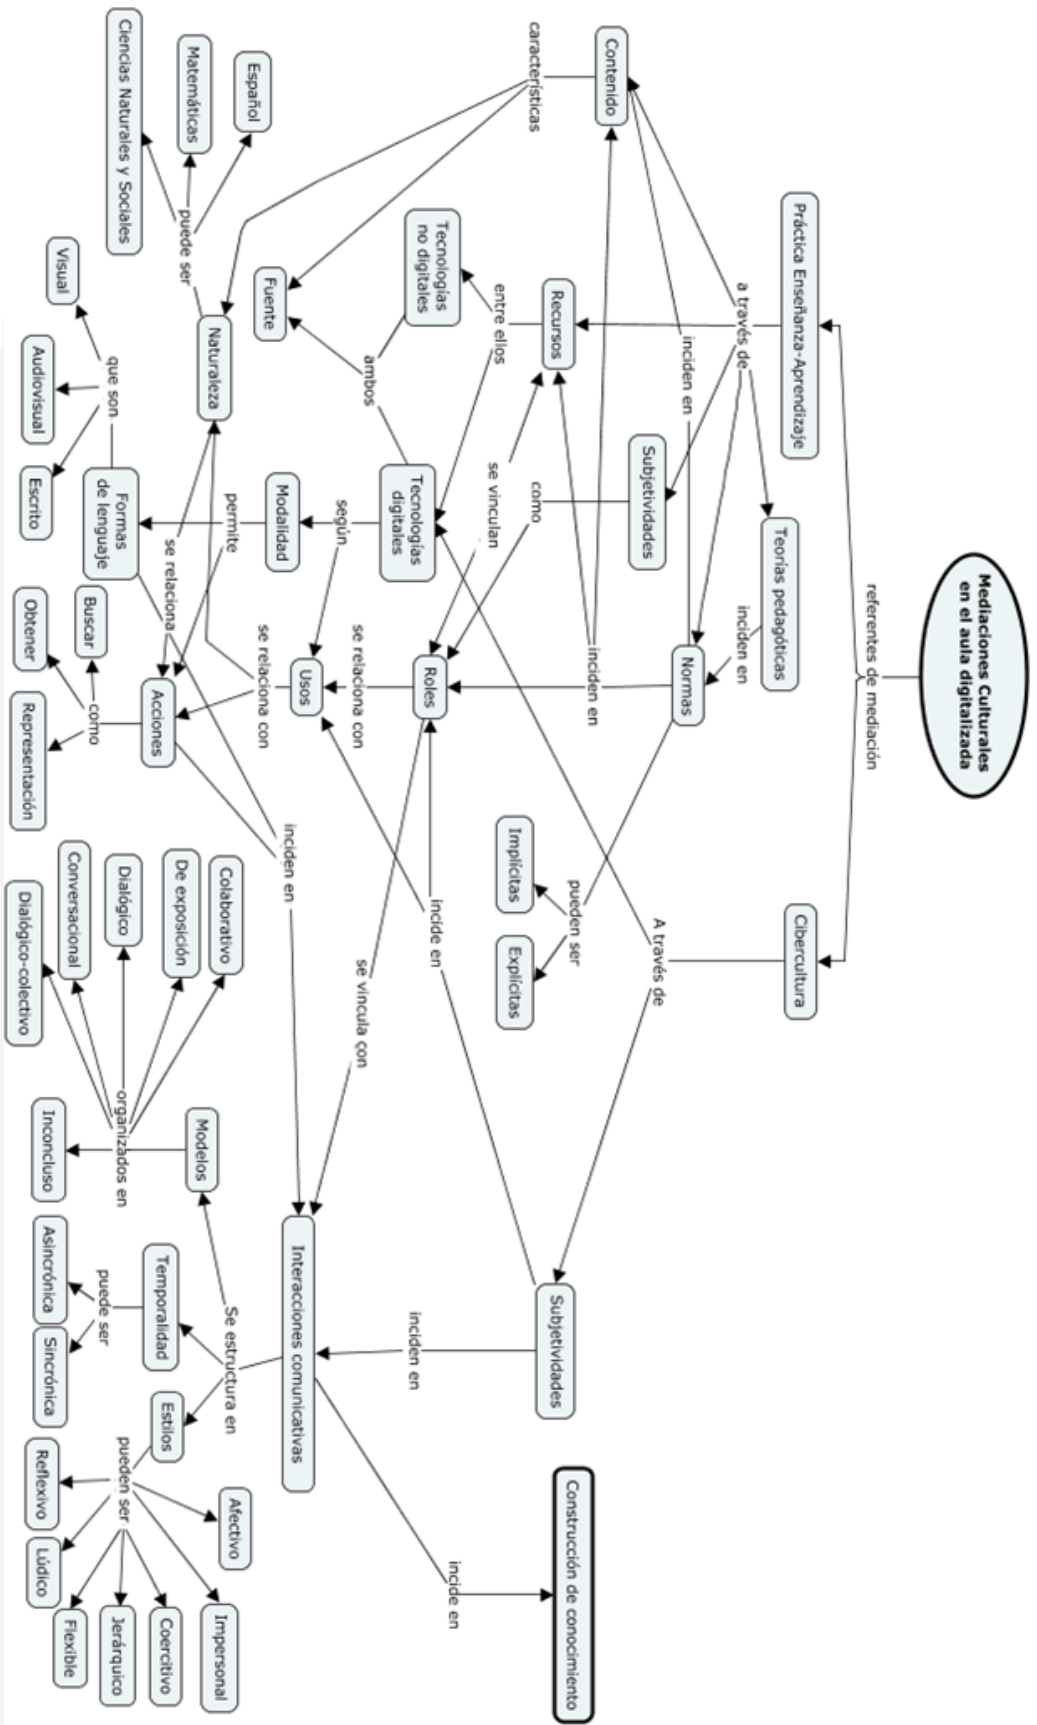 Mediaciones Culturales
en el aula digitalizada
referentes de mediación
Práctica Enseñanza-Aprendizaje
Cibercultura
a través de
Teorías pedagógticas
inciden en
inciden en
Contenido
características
Subjetividades
Normas
A través de
Recursos
como
inciden en
Implícitas
pueden ser
Explícitas
Subjetividades
Construcción de conocimiento
entre ellos
se vinculan
Tecnologías
no digitales
Tecnologías
digitales
Roles
incide en
inciden en
incide en
ambos
según
se relaciona con
se vincula con
Fuente
Modalidad
Usos
inciden en
Interacciones comunicativas
Español
Matemáticas
Ciencias Naturales y Sociales
puede ser
Naturaleza
permite
se relaciona con
se relaciona
Acciones
Colaborativo
De exposición
Dialógico
Conversacional
Dialógico-colectivo
organizados en
Inconcluso
Modelos
Se estructura en
Temporalidad
Estilos
Afectivo
Impersonal
Coercitivo
Jerárquico
Flexible
Lúdico
Reflexivo
pueden ser
puede ser
Asincrónica
Sincrónica
que son
Formas
de lenguaje
Visual
Audiovisual
Escrito
Buscar
como
Obtener
Representación